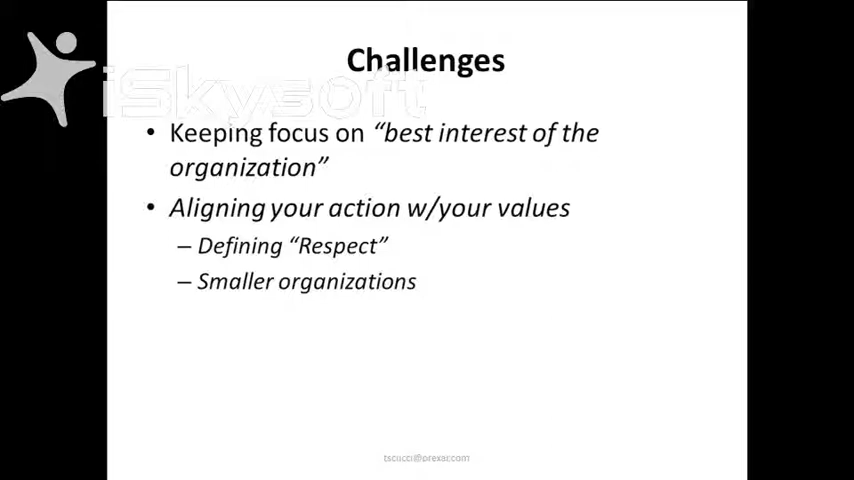 iSkysoft
Challenges
• Keeping focus on “best interest of the
organization”
• Aligning your action w/your values
– Defining “Respect”
– Smaller organizations
tscucci@prexar.com